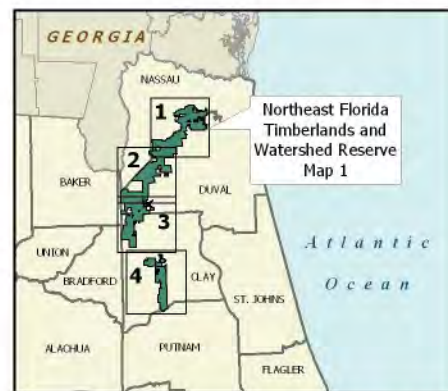 GEORGIA
NASSAU
1
Northeast Florida
Timberlands and
Watershed Reserve
Map 1
2
BAKER
DUVAL
3
UNION
BRADFORD
4
CLAY
ST. JOHNS
Atlantic
Ocean
ALACHUA
PUTNAM
FLAGLER